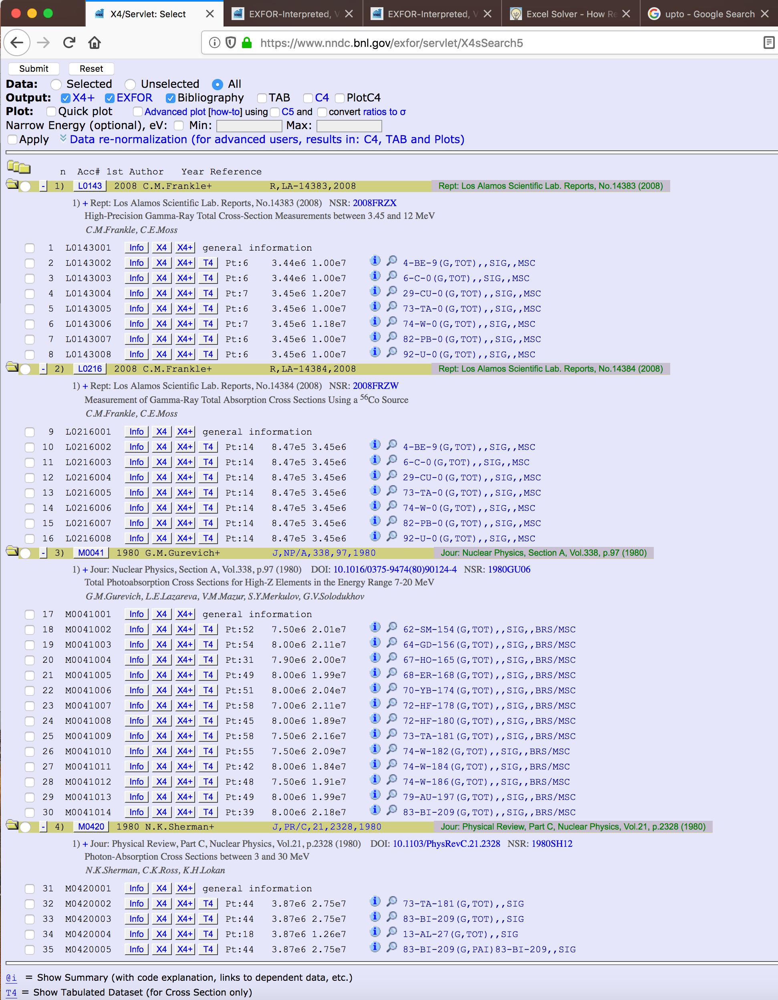 X4/Servlet: Select
EXFOR-Interpreted, V
EXFOR-Interpreted, V
Excel Solver - How Re
upto - Google Search
https://www.nndc.bnl.gov/exfor/servlet/X4sSearch5
Submit Reset
Data: Selected Unselected All
Output: X4+ EXFOR Bibliography TAB C4 PlotC4
Plot: Quick plot Advanced plot [how-to] using C5 and convert ratios to σ
Narrow Energy (optional), eV: Min: Max:
Apply Data re-normalization (for advanced users, results in: C4, TAB and Plots)
n Acc# 1st Author Year Reference
- 1) L0143 2008 C.M.Frankle+ R,LA-14383,2008 Rept: Los Alamos Scientific Lab. Reports, No.14383 (2008)
1) + Rept: Los Alamos Scientific Lab. Reports, No.14383 (2008) NSR: 2008FRZX
High-Precision Gamma-Ray Total Cross-Section Measurements between 3.45 and 12 MeV
C.M.Frankle, C.E.Moss
1 L0143001 Info X4 X4+ general information
2 L0143002 Info X4 X4+ T4 Pt:6 3.44e6 1.00e7 i 4-BE-9(G,TOT),,SIG,,MSC
3 L0143003 Info X4 X4+ T4 Pt:6 3.44e6 1.00e7 i 6-C-0(G,TOT),,SIG,,MSC
4 L0143004 Info X4 X4+ T4 Pt:7 3.45e6 1.20e7 i 29-CU-0(G,TOT),,SIG,,MSC
5 L0143005 Info X4 X4+ T4 Pt:6 3.45e6 1.00e7 i 73-TA-0(G,TOT),,SIG,,MSC
6 L0143006 Info X4 X4+ T4 Pt:7 3.45e6 1.18e7 i 74-W-0(G,TOT),,SIG,,MSC
7 L0143007 Info X4 X4+ T4 Pt:6 3.45e6 1.00e7 i 82-PB-0(G,TOT),,SIG,,MSC
8 L0143008 Info X4 X4+ T4 Pt:6 3.45e6 1.00e7 i 92-U-0(G,TOT),,SIG,,MSC
- 2) L0216 2008 C.M.Frankle+ R,LA-14384,2008 Rept: Los Alamos Scientific Lab. Reports, No.14384 (2008)
1) + Rept: Los Alamos Scientific Lab. Reports, No.14384 (2008) NSR: 2008FRZW
Measurement of Gamma-Ray Total Absorption Cross Sections Using a 56Co Source
C.M.Frankle, C.E.Moss
9 L0216001 Info X4 X4+ general information
10 L0216002 Info X4 X4+ T4 Pt:14 8.47e5 3.45e6 i 4-BE-9(G,TOT),,SIG,,MSC
11 L0216003 Info X4 X4+ T4 Pt:14 8.47e5 3.45e6 i 6-C-0(G,TOT),,SIG,,MSC
12 L0216004 Info X4 X4+ T4 Pt:14 8.47e5 3.45e6 i 29-CU-0(G,TOT),,SIG,,MSC
13 L0216005 Info X4 X4+ T4 Pt:14 8.47e5 3.45e6 i 73-TA-0(G,TOT),,SIG,,MSC
14 L0216006 Info X4 X4+ T4 Pt:14 8.47e5 3.45e6 i 74-W-0(G,TOT),,SIG,,MSC
15 L0216007 Info X4 X4+ T4 Pt:14 8.47e5 3.45e6 i 82-PB-0(G,TOT),,SIG,,MSC
16 L0216008 Info X4 X4+ T4 Pt:14 8.47e5 3.45e6 i 92-U-0(G,TOT),,SIG,,MSC
- 3) M0041 1980 G.M.Gurevich+ J,NP/A,338,97,1980 Jour: Nuclear Physics, Section A, Vol.338, p.97 (1980)
1) + Jour: Nuclear Physics, Section A, Vol.338, p.97 (1980) DOI: 10.1016/0375-9474(80)90124-4 NSR: 1980GU06
Total Photoabsorption Cross Sections for High-Z Elements in the Energy Range 7-20 MeV
G.M.Gurevich, L.E.Lazareva, V.M.Mazur, S.Y.Merkulov, G.V.Solodukhov
17 M0041001 Info X4 X4+ general information
18 M0041002 Info X4 X4+ T4 Pt:52 7.50e6 2.01e7 i 62-SM-154(G,TOT),,SIG,,BRS/MSC
19 M0041003 Info X4 X4+ T4 Pt:54 8.00e6 2.11e7 i 64-GD-156(G,TOT),,SIG,,BRS/MSC
20 M0041004 Info X4 X4+ T4 Pt:31 7.90e6 2.00e7 i 67-HO-165(G,TOT),,SIG,,BRS/MSC
21 M0041005 Info X4 X4+ T4 Pt:49 8.00e6 1.99e7 i 68-ER-168(G,TOT),,SIG,,BRS/MSC
22 M0041006 Info X4 X4+ T4 Pt:51 8.00e6 2.04e7 i 70-YB-174(G,TOT),,SIG,,BRS/MSC
23 M0041007 Info X4 X4+ T4 Pt:58 7.00e6 2.11e7 i 72-HF-178(G,TOT),,SIG,,BRS/MSC
24 M0041008 Info X4 X4+ T4 Pt:45 8.00e6 1.89e7 i 72-HF-180(G,TOT),,SIG,,BRS/MSC
25 M0041009 Info X4 X4+ T4 Pt:58 7.50e6 2.16e7 i 73-TA-181(G,TOT),,SIG,,BRS/MSC
26 M0041010 Info X4 X4+ T4 Pt:55 7.50e6 2.09e7 i 74-W-182(G,TOT),,SIG,,BRS/MSC
27 M0041011 Info X4 X4+ T4 Pt:42 8.00e6 1.84e7 i 74-W-184(G,TOT),,SIG,,BRS/MSC
28 M0041012 Info X4 X4+ T4 Pt:48 7.50e6 1.91e7 i 74-W-186(G,TOT),,SIG,,BRS/MSC
29 M0041013 Info X4 X4+ T4 Pt:49 8.00e6 1.99e7 i 79-AU-197(G,TOT),,SIG,,BRS/MSC
30 M0041014 Info X4 X4+ T4 Pt:39 8.00e6 2.18e7 i 83-BI-209(G,TOT),,SIG,,BRS/MSC
- 4) M0420 1980 N.K.Sherman+ J,PR/C,21,2328,1980 Jour: Physical Review, Part C, Nuclear Physics, Vol.21, p.2328 (1980)
1) + Jour: Physical Review, Part C, Nuclear Physics, Vol.21, p.2328 (1980) DOI: 10.1103/PhysRevC.21.2328 NSR: 1980SH12
Photon-Absorption Cross Sections between 3 and 30 MeV
N.K.Sherman, C.K.Ross, K.H.Lokan
31 M0420001 Info X4 X4+ general information
32 M0420002 Info X4 X4+ T4 Pt:44 3.87e6 2.75e7 i 73-TA-181(G,TOT),,SIG
33 M0420003 Info X4 X4+ T4 Pt:44 3.87e6 2.75e7 i 83-BI-209(G,TOT),,SIG
34 M0420004 Info X4 X4+ T4 Pt:18 3.87e6 1.26e7 i 13-AL-27(G,TOT),,SIG
35 M0420005 Info X4 X4+ T4 Pt:44 3.87e6 2.75e7 i 83-BI-209(G,PAI)83-BI-209,,SIG
@i = Show Summary (with code explanation, links to dependent data, etc.)
T4 = Show Tabulated Dataset (for Cross Section only)